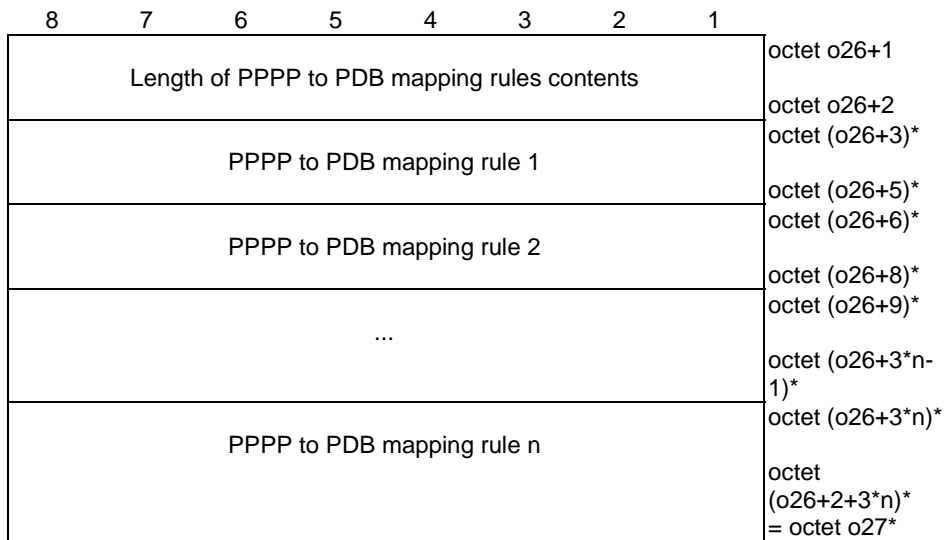 8 7 6 5 4 3 2 1
Length of PPPP to PDB mapping rules contents
octet o26+1
octet o26+2
PPPP to PDB mapping rule 1
octet (o26+3)*
octet (o26+5)*
PPPP to PDB mapping rule 2
octet (o26+6)*
octet (o26+8)*
...
octet (o26+9)*
octet (o26+3*n-
1)*
PPPP to PDB mapping rule n
octet (o26+3*n)*
octet
(o26+2+3*n)*
= octet o27*